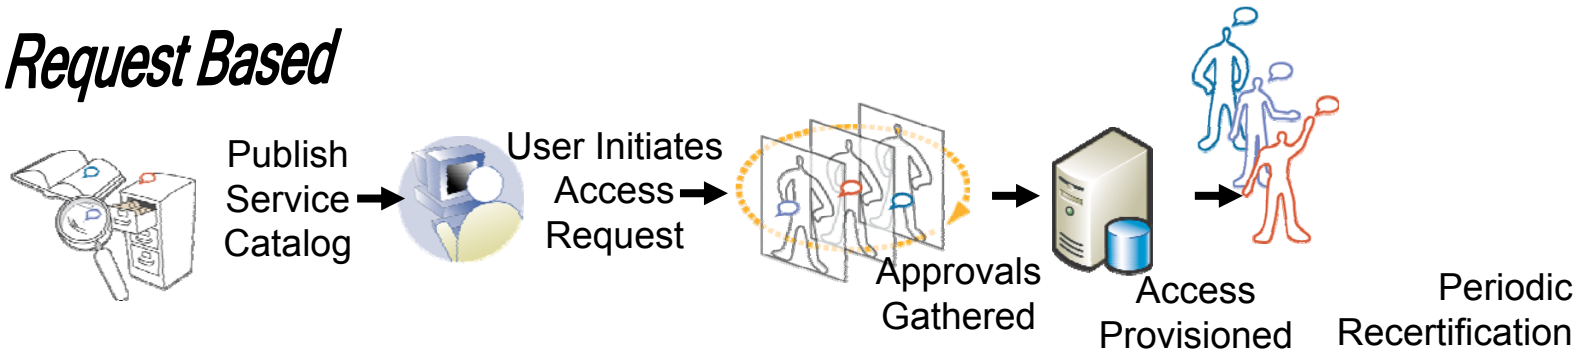 Request Based
Publish
Service
Catalog
User Initiates
Access
Request
Approvals
Gathered
Access
Provisioned
Periodic
Recertification